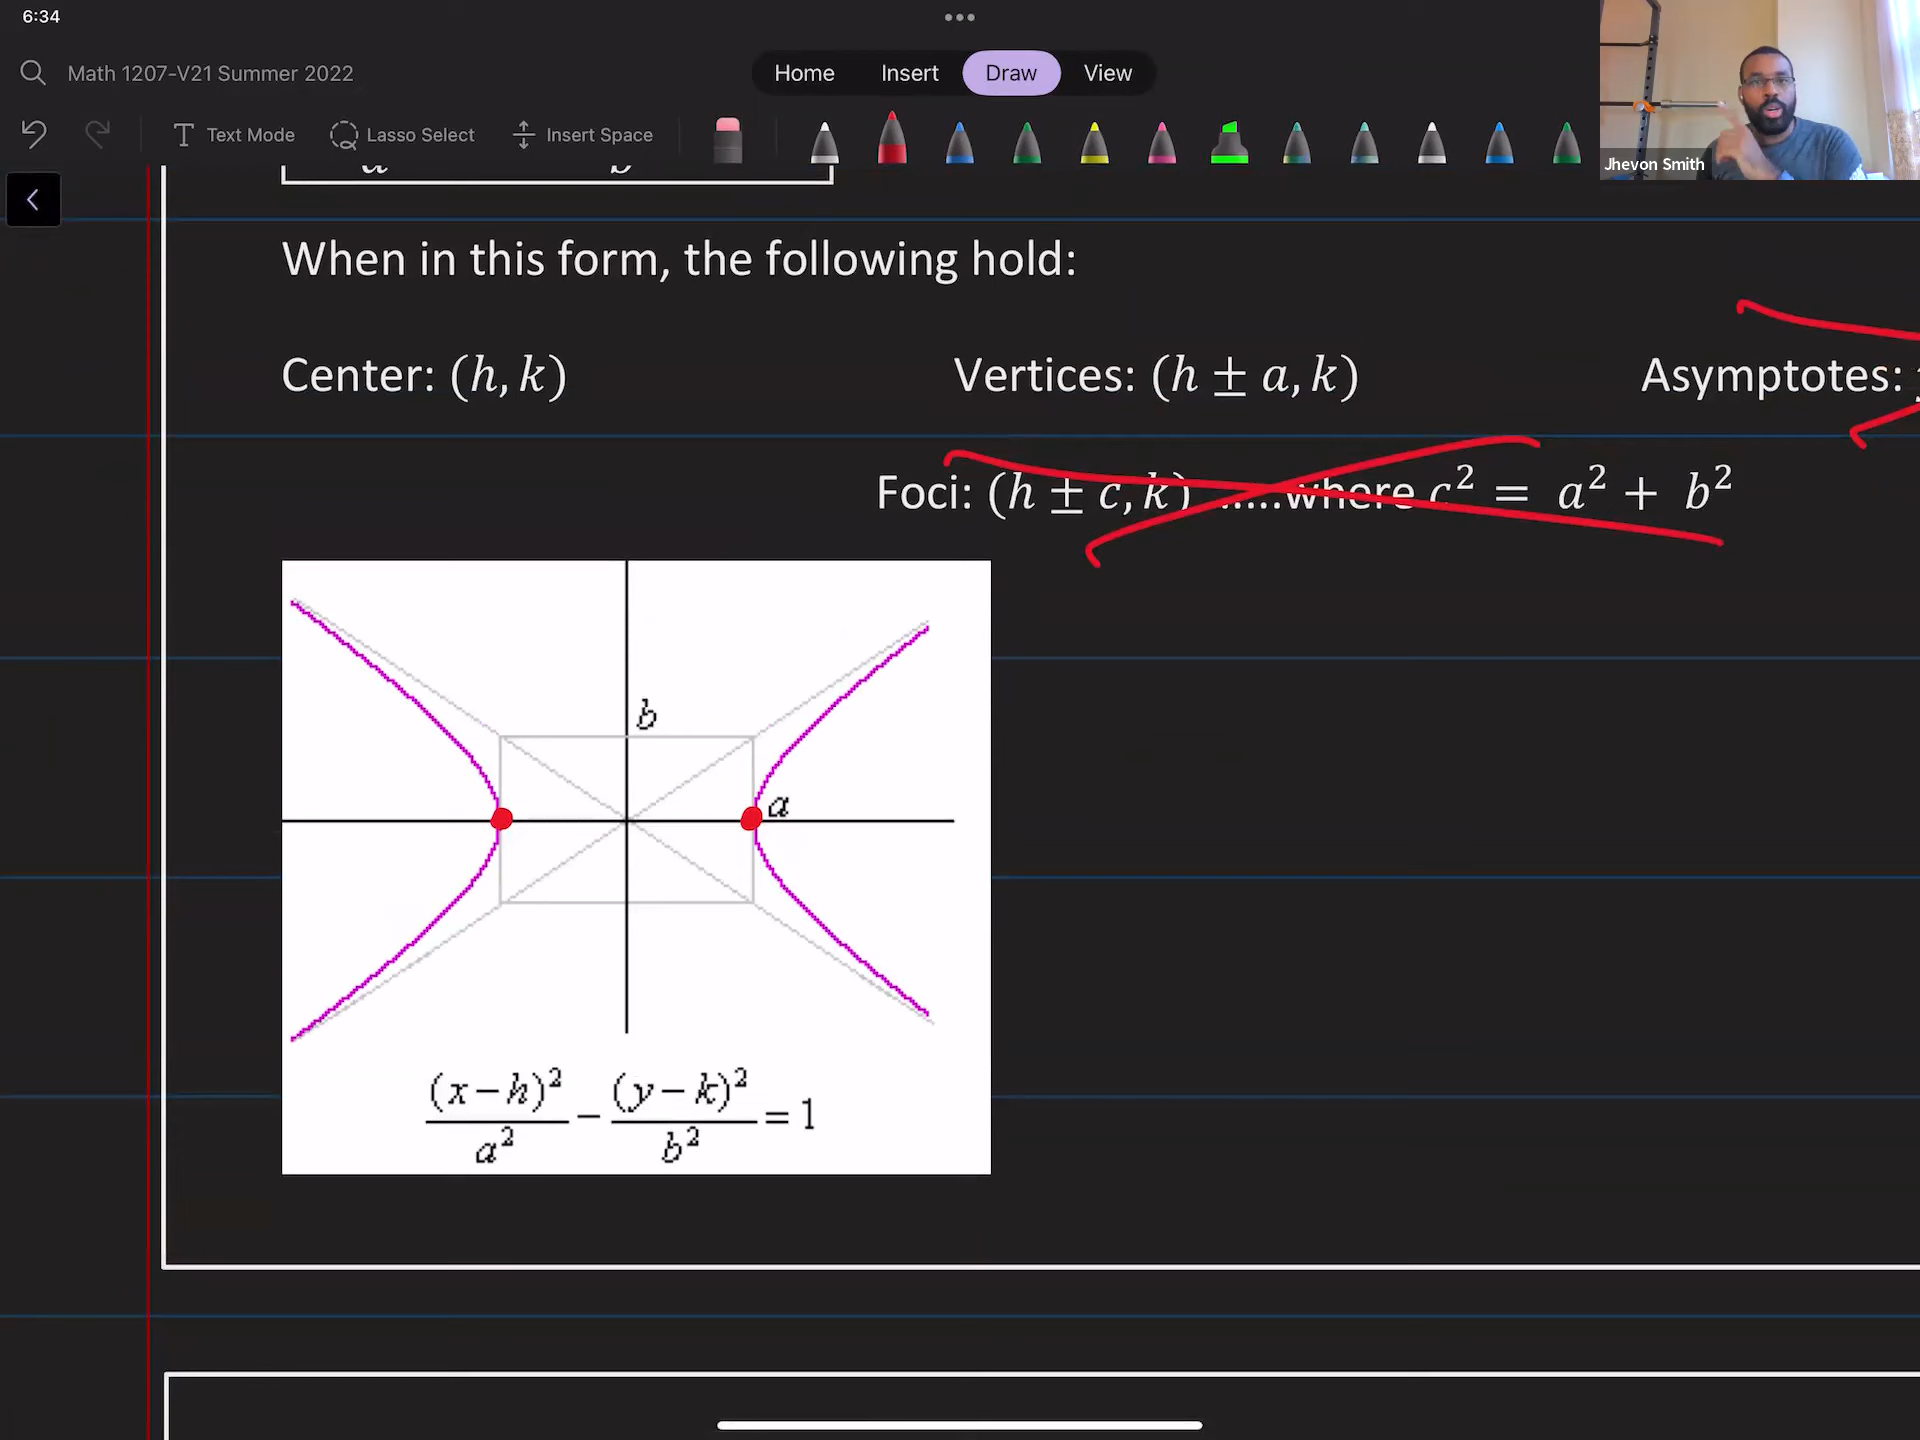 6:34
Math 1207-V21 Summer 2022
Home Insert Draw View
Text Mode Lasso Select Insert Space
Jhevon Smith
When in this form, the following hold:
Center: (h, k) Vertices: (h ± a, k) Asymptotes:
Foci: (h ± c, k) .....where c² = a² + b²
b
a
(x − h)²/a² − (y − k)²/b² = 1